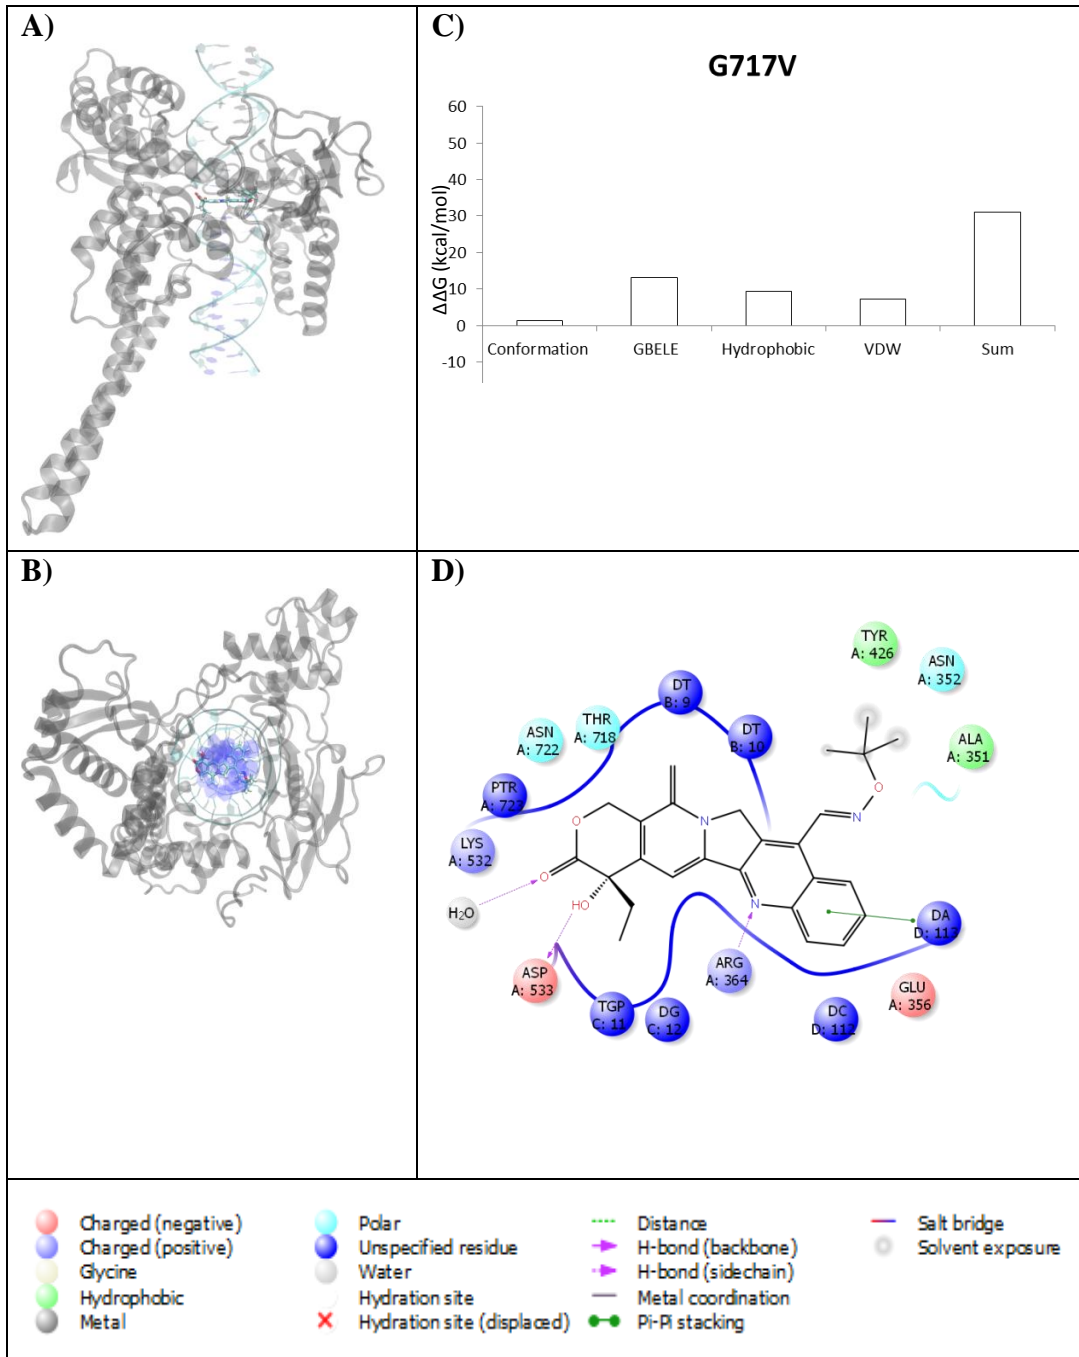 A)
C)
G717V
60
50
40
30
20
10
0
-10
ΔΔG (kcal/mol)
Conformation GBELE Hydrophobic VDW Sum
B)
D)
TYR
A: 426
ASN
A: 352
DT
B: 9
THR
A: 718
ASN
A: 722
DT
B: 10
ALA
A: 351
PTR
A: 723
LYS
A: 532
O
O
O
N
N
O
N
HO
H₂O
ASP
A: 533
TGP
C: 11
DG
C: 12
ARG
A: 364
DC
D: 112
GLU
A: 356
DA
D: 113
Charged (negative)
Charged (positive)
Glycine
Hydrophobic
Metal
Polar
Unspecified residue
Water
Hydration site
Hydration site (displaced)
Distance
H-bond (backbone)
H-bond (sidechain)
Metal coordination
Pi-Pi stacking
Salt bridge
Solvent exposure